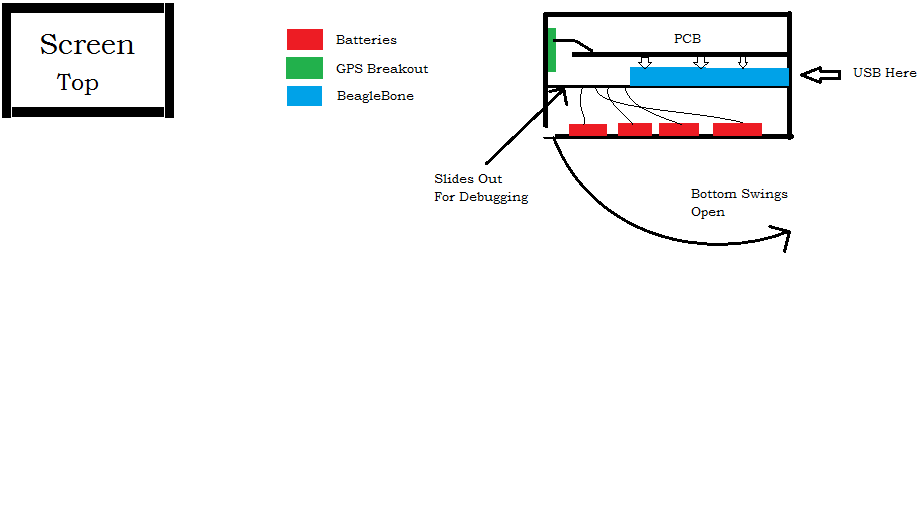 Screen
Top
Batteries
GPS Breakout
BeagleBone
PCB
USB Here
Slides Out
For Debugging
Bottom Swings
Open